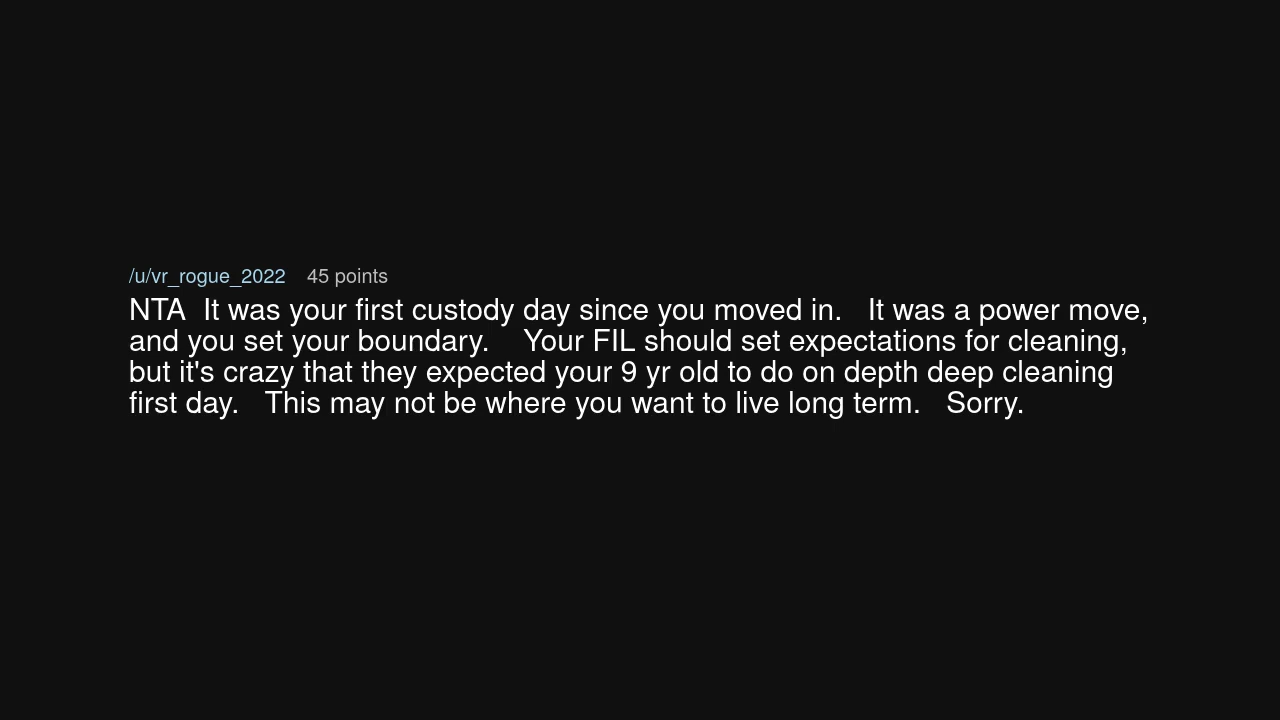 /u/vr_rogue_2022 45 points
NTA  It was your first custody day since you moved in.   It was a power move,
and you set your boundary.    Your FIL should set expectations for cleaning,
but it's crazy that they expected your 9 yr old to do on depth deep cleaning
first day.   This may not be where you want to live long term.   Sorry.